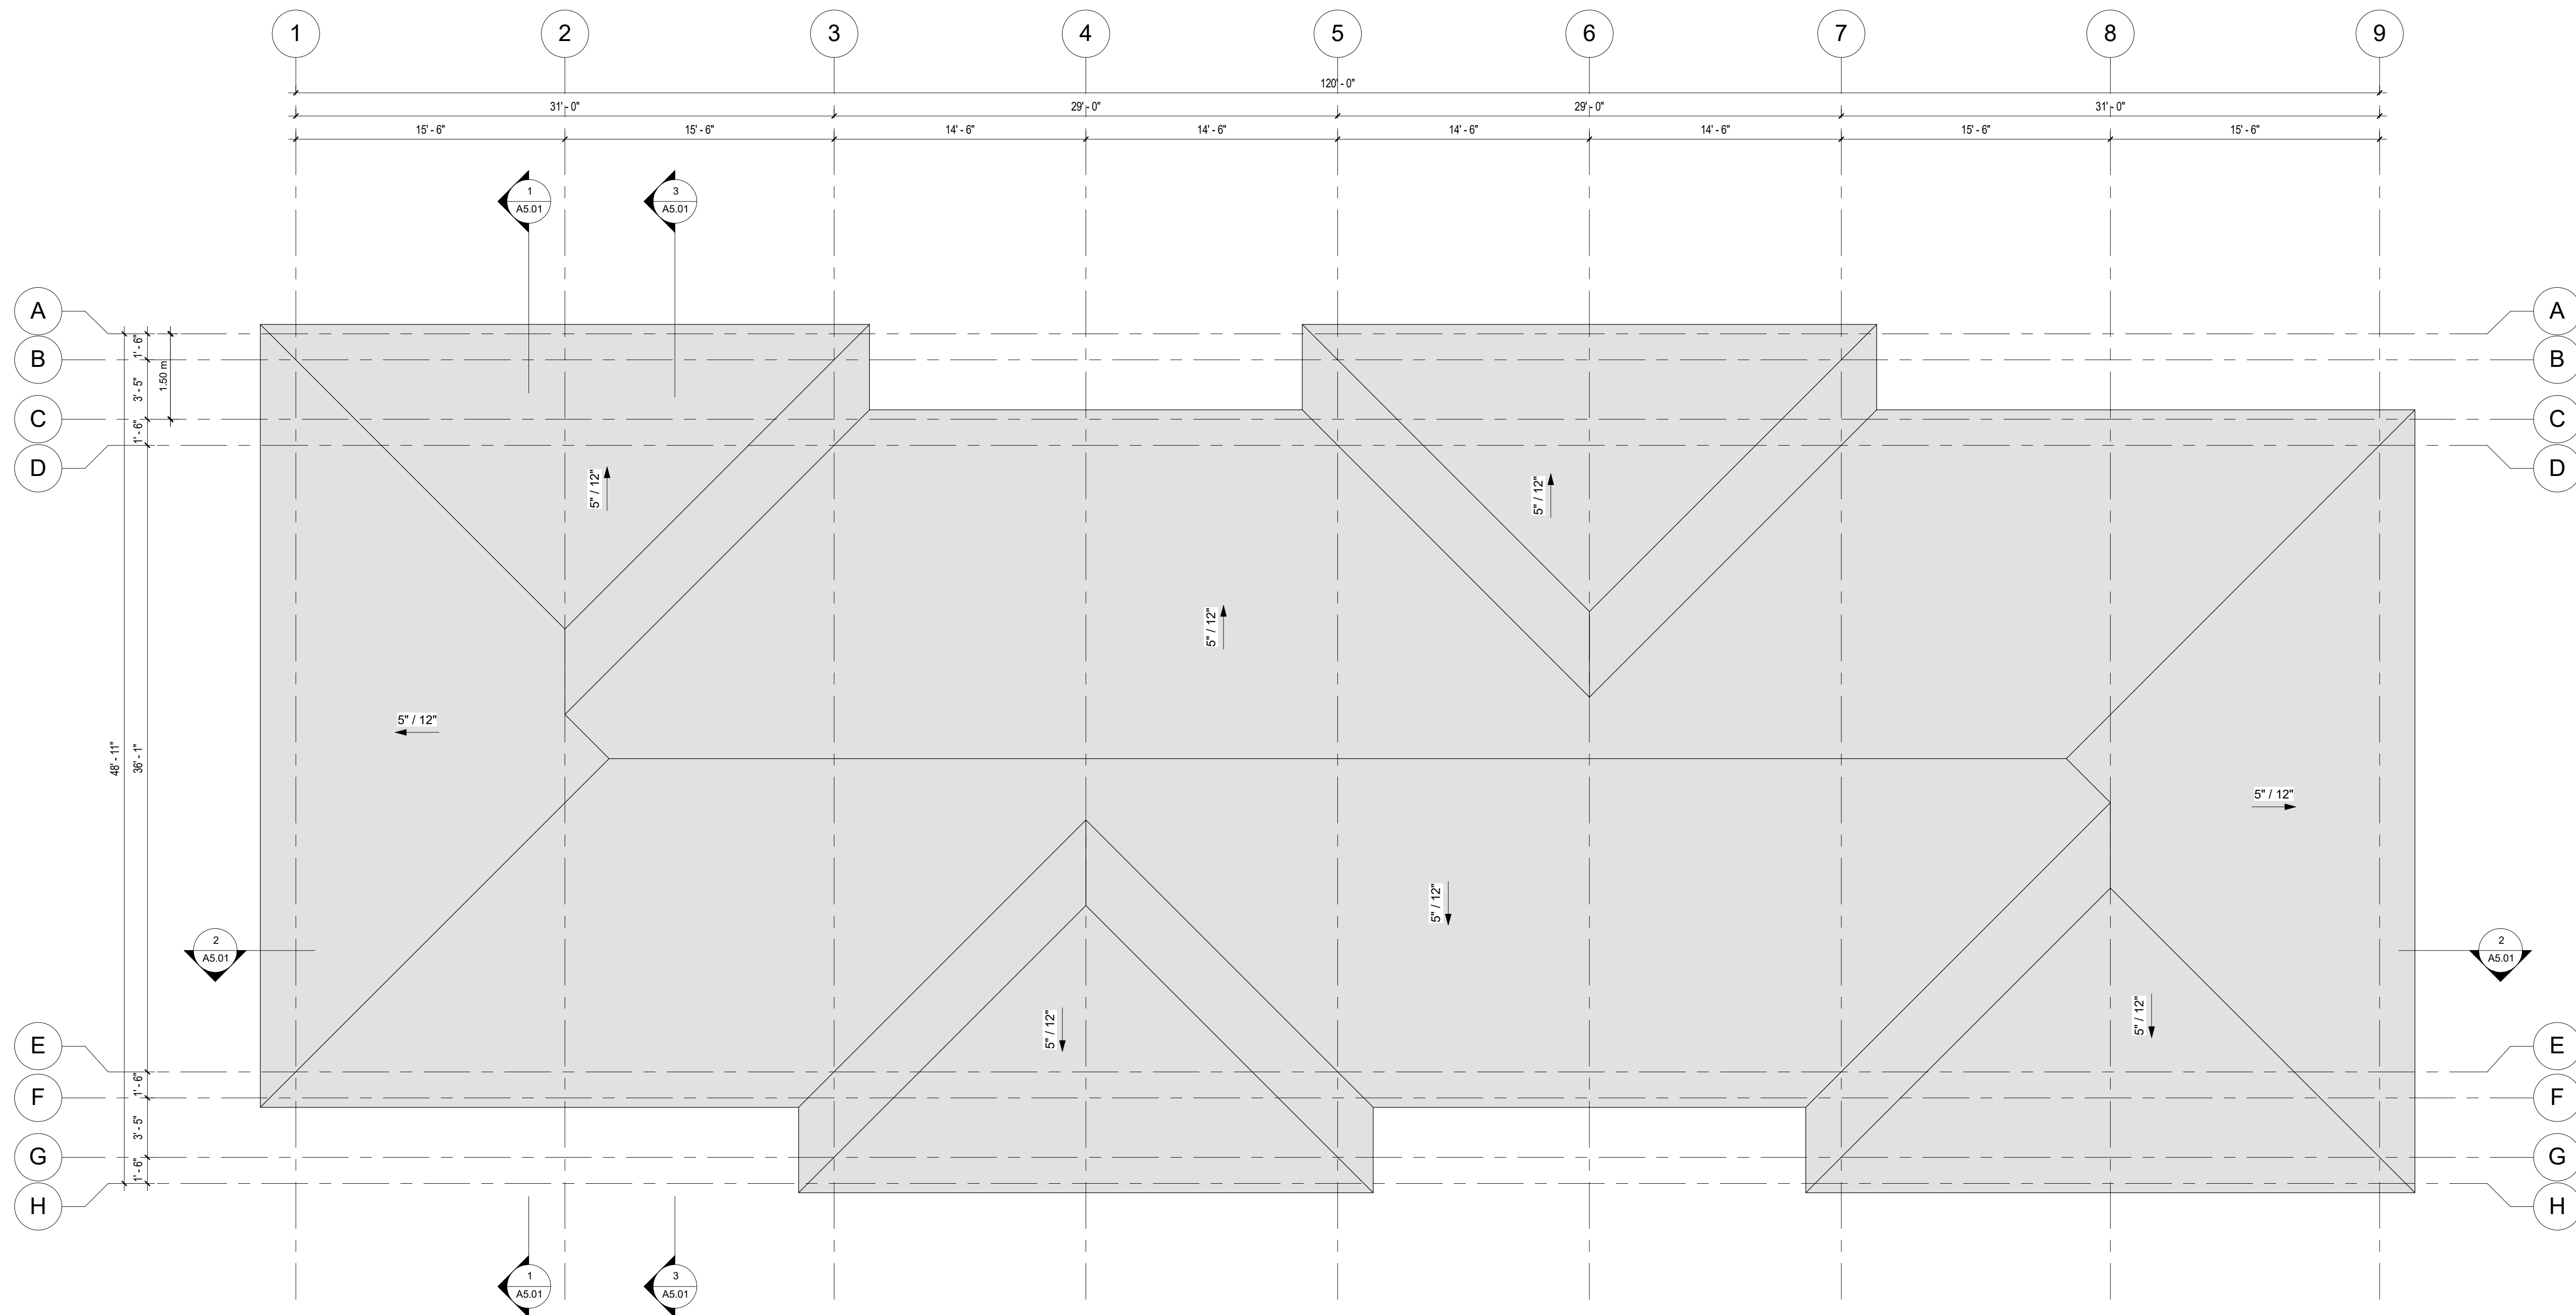 1 2 3 4 5 6 7 8 9
120' - 0"
31' - 0" 29' - 0" 29' - 0" 31' - 0"
15' - 6" 15' - 6" 14' - 6" 14' - 6" 14' - 6" 14' - 6" 15' - 6" 15' - 6"
1
A5.01
3
A5.01
A
A
B
B
C
C
D
D
1' - 6"
3' - 5"
1' - 6"
1.50 m
5" / 12"
5" / 12"
5" / 12"
5" / 12"
48' - 11"
36' - 1"
5" / 12"
5" / 12"
5" / 12"
5" / 12"
2
A5.01
2
A5.01
E
E
F
F
G
G
H
H
1' - 6"
3' - 5"
1' - 6"
1
A5.01
3
A5.01